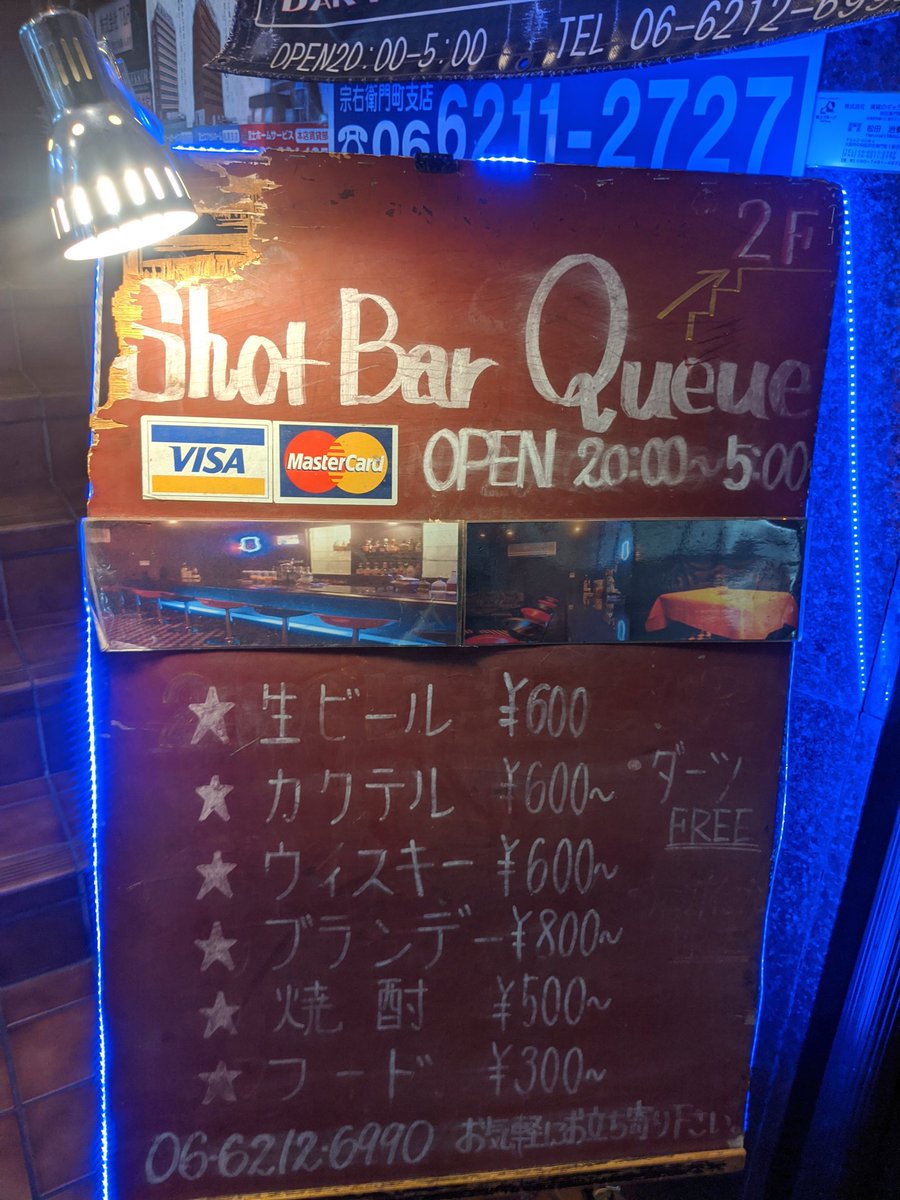 OPEN20:00-5:00 TEL 06-6212-699
宗右衛門町支店
☎06 6211-2727
2F
Shot Bar Queue
VISA MasterCard OPEN 20:00~5:00
★ 生ビール ¥600
★ カクテル ¥600~ ・ダーツ
FREE
★ ウィスキー ¥600~
★ ブランデー ¥800~
★ 焼酎 ¥500~
★ フード ¥300~
06-6212-6990 お気軽にお立ち寄り下さい。